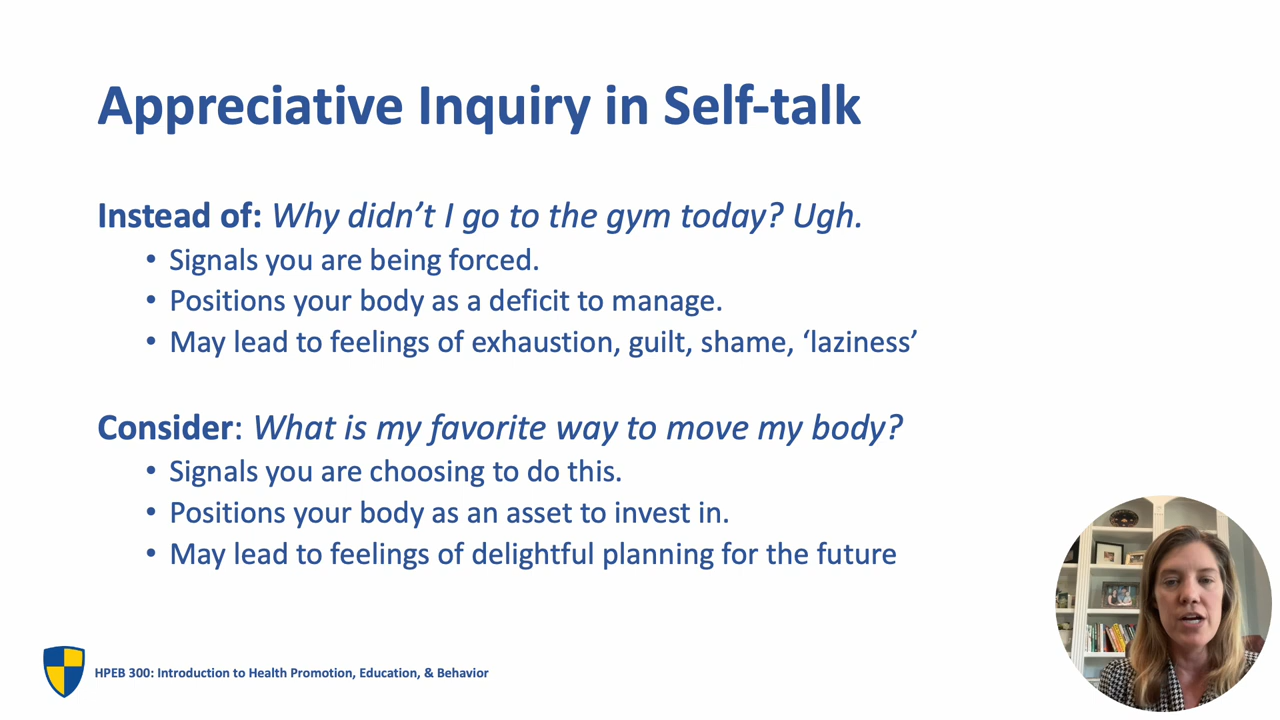 Appreciative Inquiry in Self-talk
Instead of: Why didn’t I go to the gym today? Ugh.
• Signals you are being forced.
• Positions your body as a deficit to manage.
• May lead to feelings of exhaustion, guilt, shame, ‘laziness’
Consider: What is my favorite way to move my body?
• Signals you are choosing to do this.
• Positions your body as an asset to invest in.
• May lead to feelings of delightful planning for the future
HPEB 300: Introduction to Health Promotion, Education, & Behavior